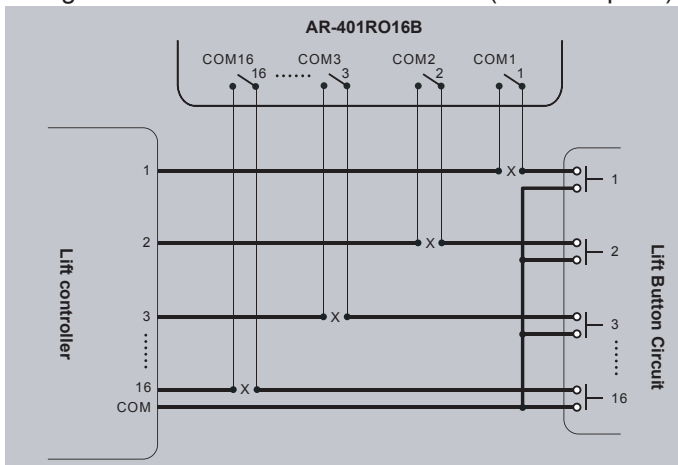 AR-401RO16B
COM16 COM3 COM2 COM1
16 ...... 3 2 1
1 X 1
2 X 2
3 X 3
...... ......
16 X 16
COM
Lift controller
Lift Button Circuit